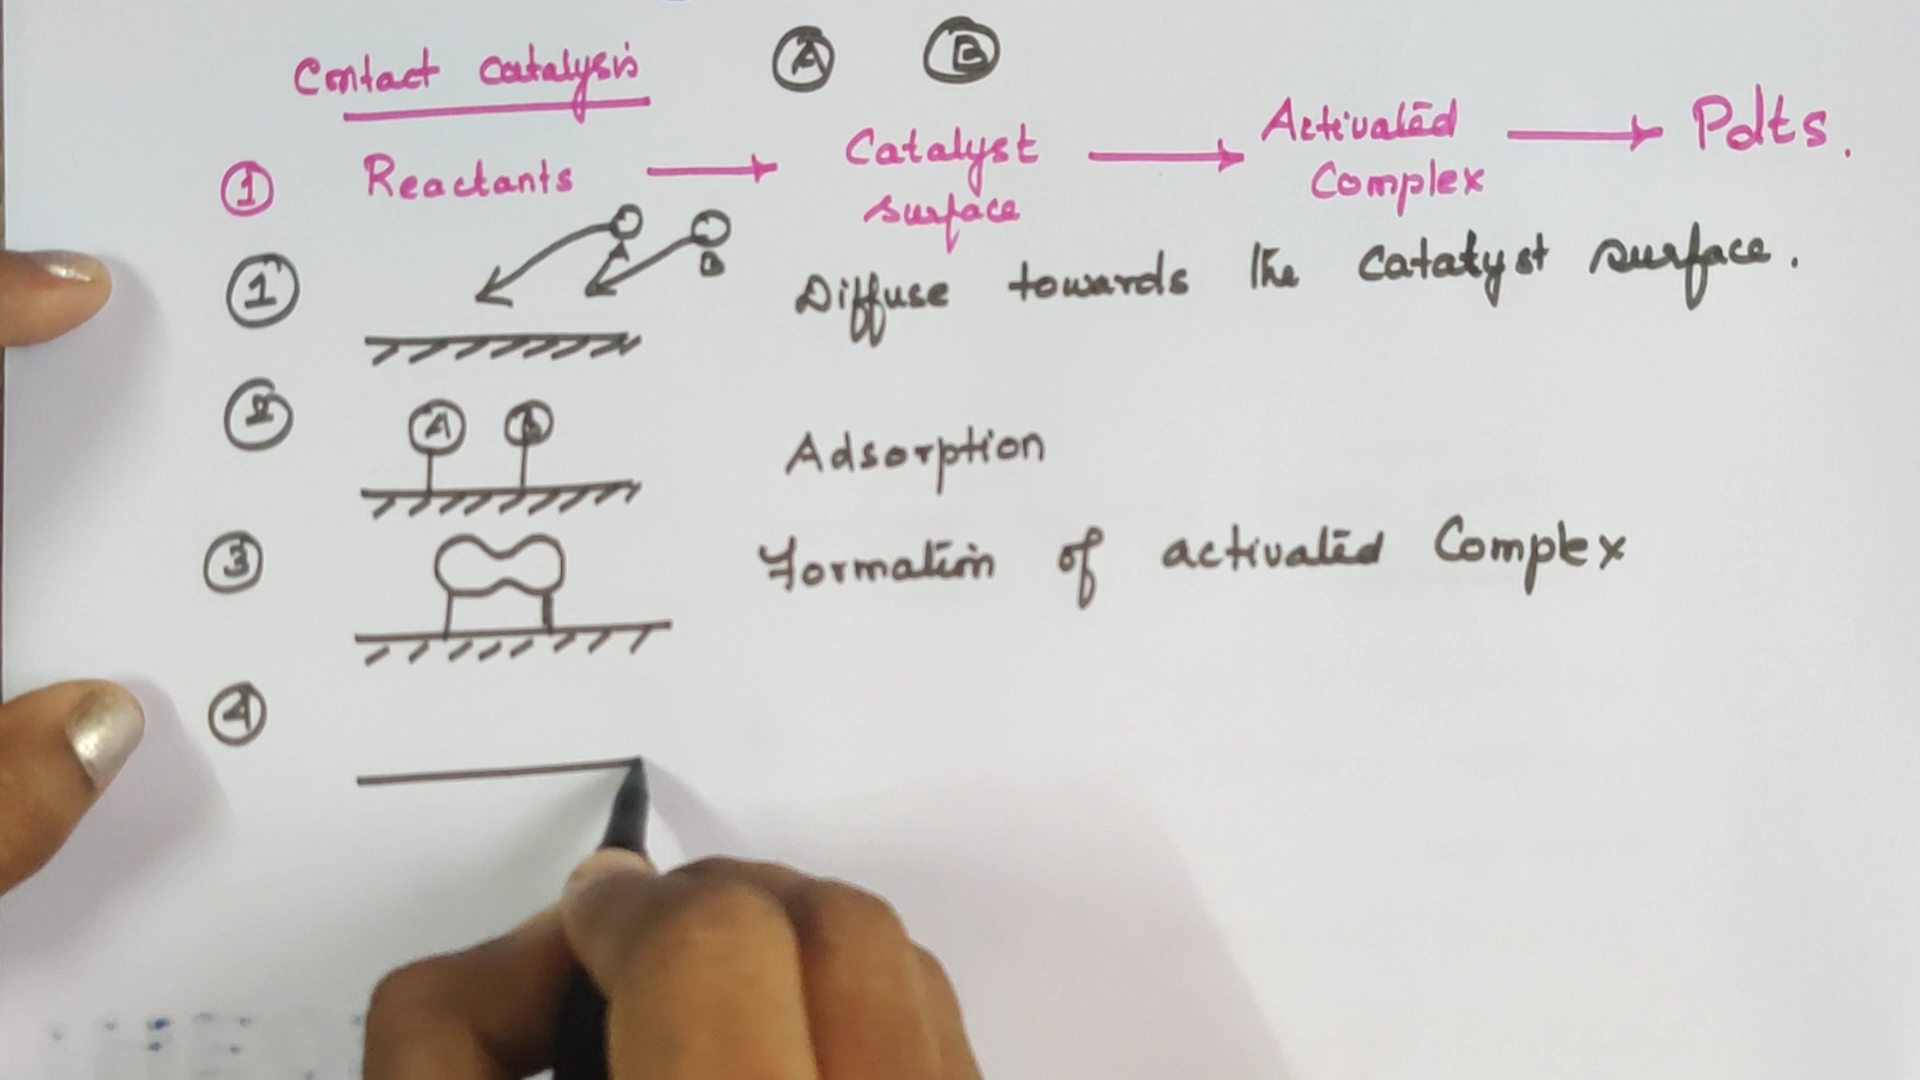 Contact catalysis A B
① Reactants → Catalyst surface → Activated Complex → Pdts.
① A B Diffuse towards the catalyst surface.
② A B Adsorption
③ Formation of activated Complex
④